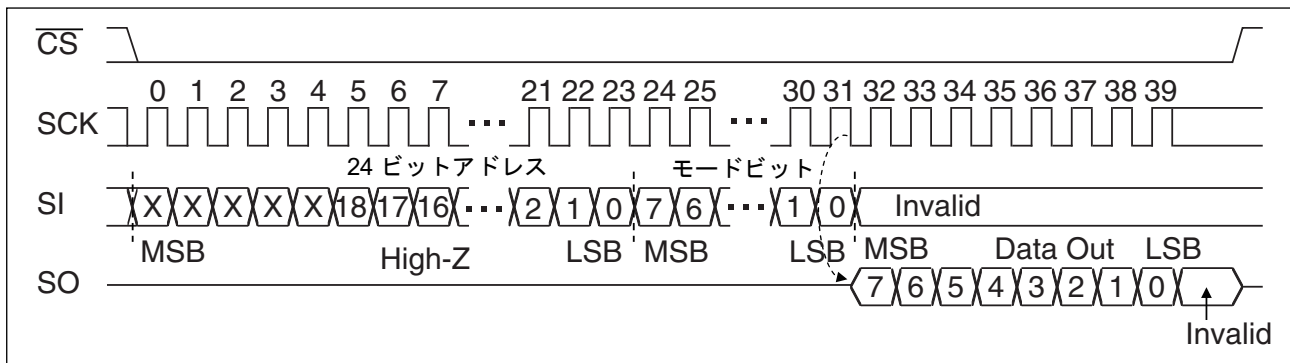 CS
0 1 2 3 4 5 6 7 21 22 23 24 25 30 31 32 33 34 35 36 37 38 39
SCK
24 ビットアドレス モードビット
SI X X X X X 18 17 16 2 1 0 7 6 1 0 Invalid
MSB High-Z LSB MSB LSB MSB Data Out LSB
SO 7 6 5 4 3 2 1 0
Invalid